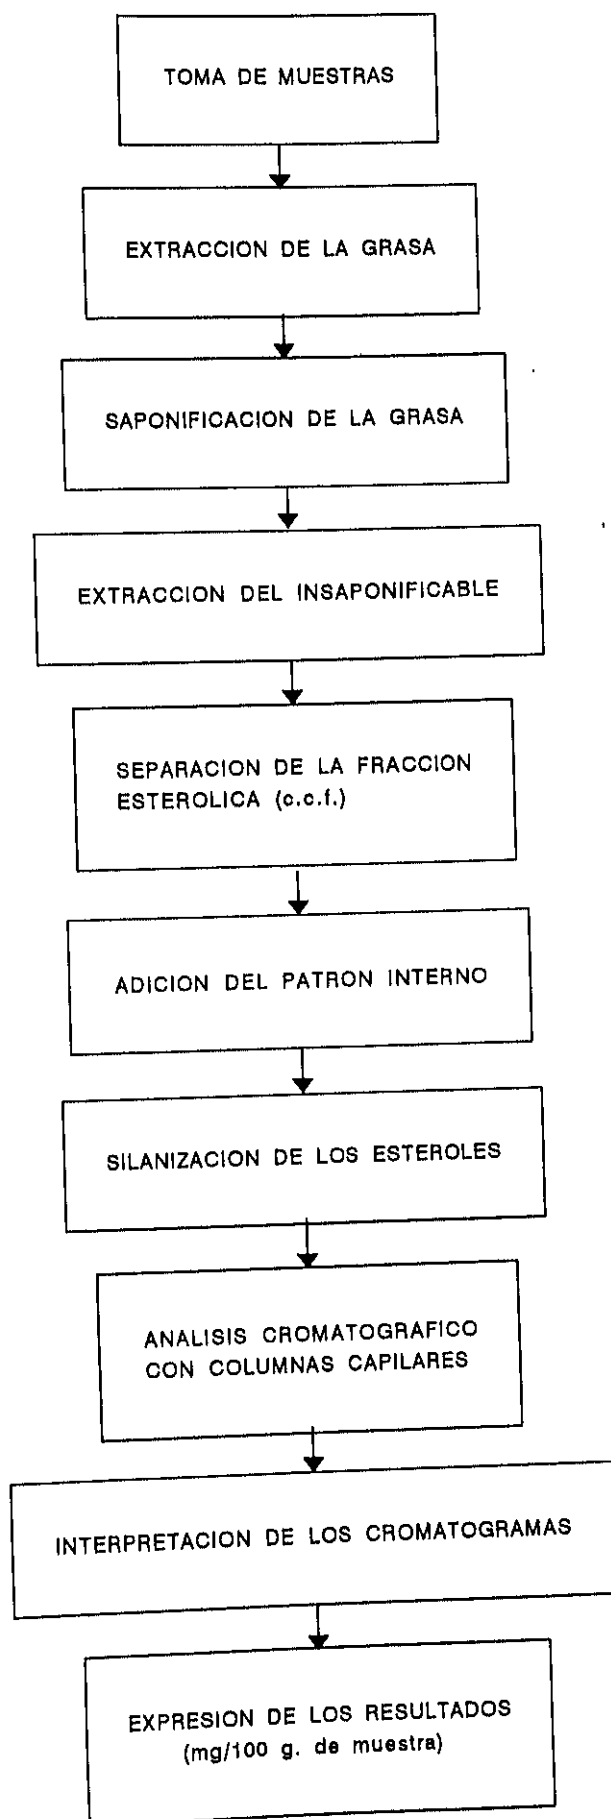 TOMA DE MUESTRAS
EXTRACCION DE LA GRASA
SAPONIFICACION DE LA GRASA
EXTRACCION DEL INSAPONIFICABLE
SEPARACION DE LA FRACCION
ESTEROLICA (c.c.f.)
ADICION DEL PATRON INTERNO
SILANIZACION DE LOS ESTEROLES
ANALISIS CROMATOGRAFICO
CON COLUMNAS CAPILARES
INTERPRETACION DE LOS CROMATOGRAMAS
EXPRESION DE LOS RESULTADOS
(mg/100 g. de muestra)